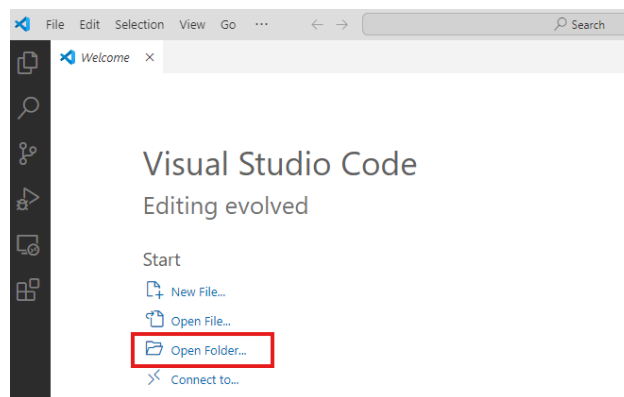 File Edit Selection View Go ··· Search
Welcome
Visual Studio Code
Editing evolved
Start
New File...
Open File...
Open Folder...
Connect to...